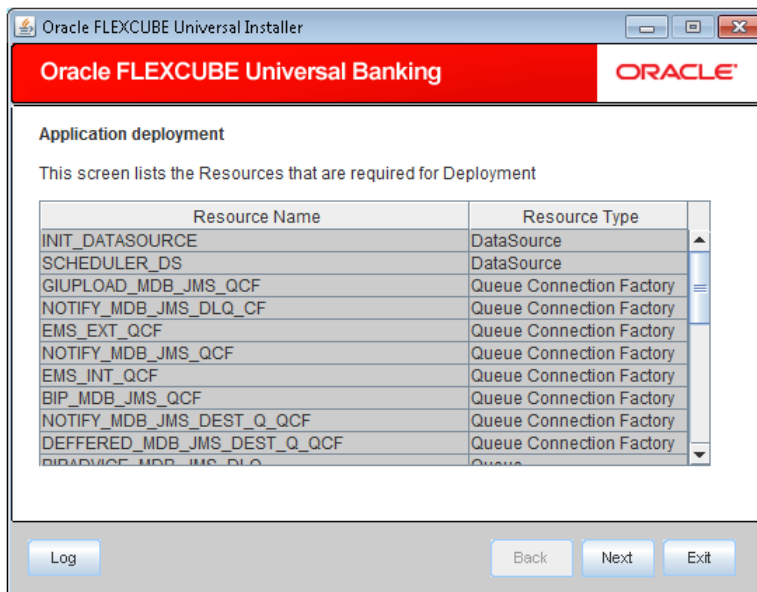 Oracle FLEXCUBE Universal Installer
Oracle FLEXCUBE Universal Banking
ORACLE®
Application deployment
This screen lists the Resources that are required for Deployment
Resource Name Resource Type
INIT_DATASOURCE DataSource
SCHEDULER_DS DataSource
GIUPLOAD_MDB_JMS_QCF Queue Connection Factory
NOTIFY_MDB_JMS_DLQ_CF Queue Connection Factory
EMS_EXT_QCF Queue Connection Factory
NOTIFY_MDB_JMS_QCF Queue Connection Factory
EMS_INT_QCF Queue Connection Factory
BIP_MDB_JMS_QCF Queue Connection Factory
NOTIFY_MDB_JMS_DEST_Q_QCF Queue Connection Factory
DEFFERED_MDB_JMS_DEST_Q_QCF Queue Connection Factory
BIPADVICE_MDB_JMS_DLQ Queue
Log Back Next Exit